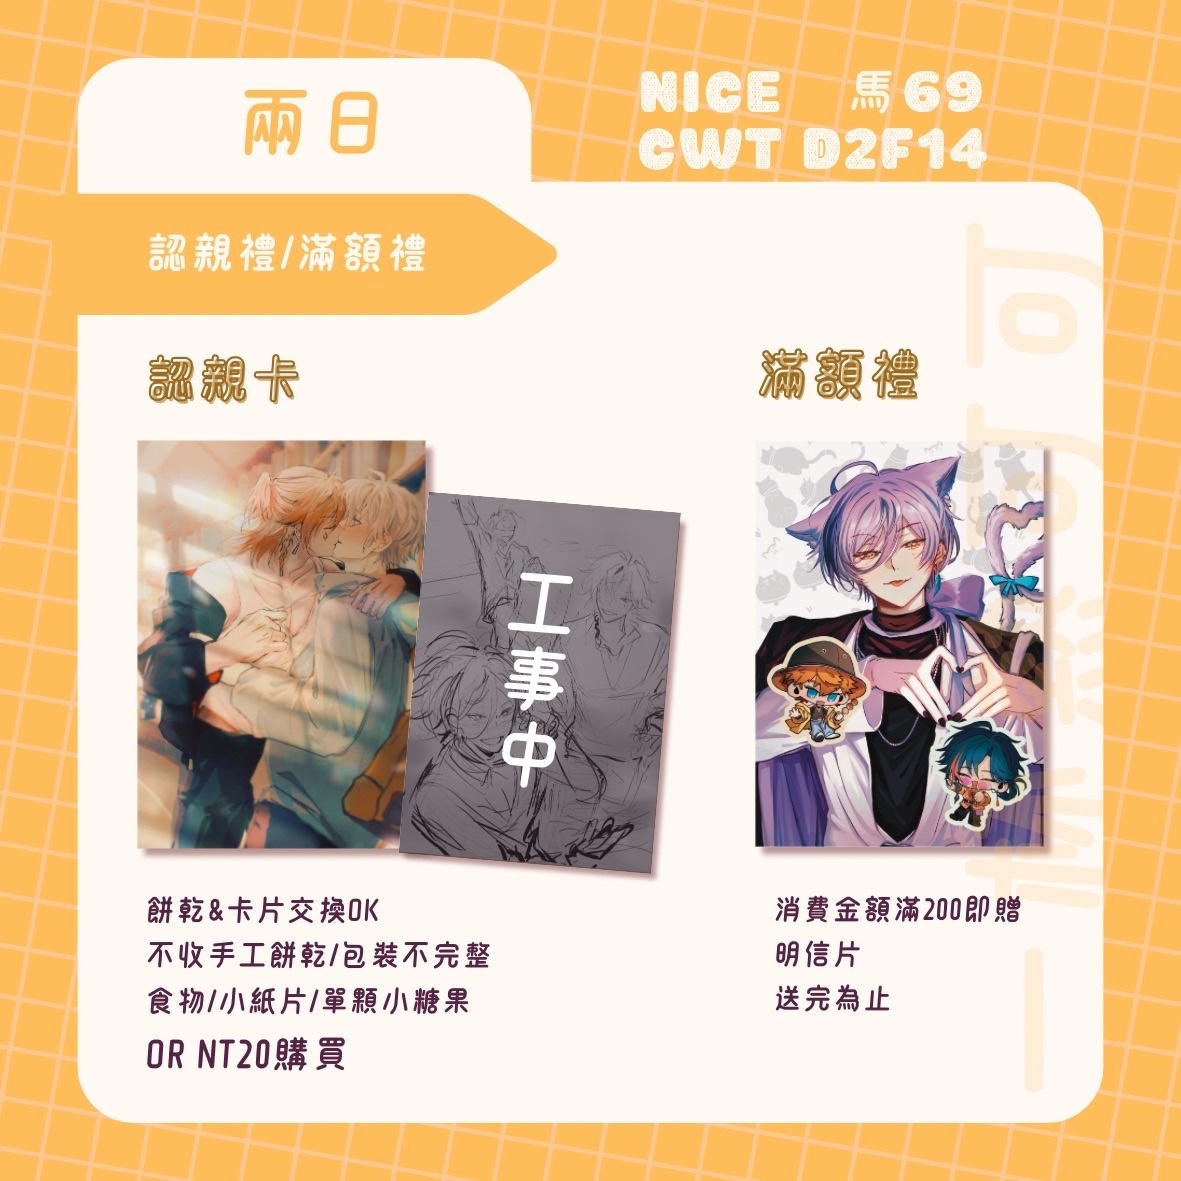 兩日
NICE 馬69
CWT D2F14
認親禮/滿額禮
認親卡
滿額禮
工事中
餅乾&卡片交換OK
不收手工餅乾/包裝不完整
食物/小紙片/單顆小糖果
OR NT20購買
消費金額滿200即贈
明信片
送完為止